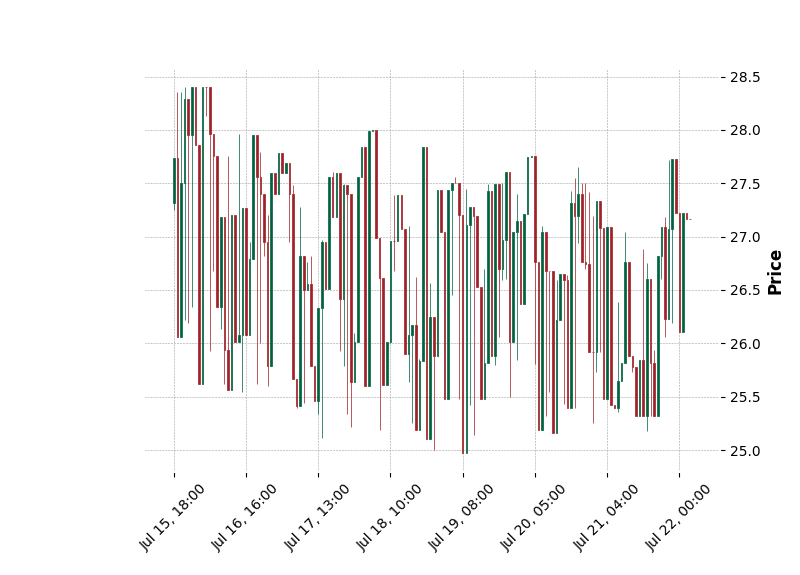 28.5
28.0
27.5
27.0
26.5
26.0
25.5
25.0
Price
Jul 15, 18:00
Jul 16, 16:00
Jul 17, 13:00
Jul 18, 10:00
Jul 19, 08:00
Jul 20, 05:00
Jul 21, 04:00
Jul 22, 00:00